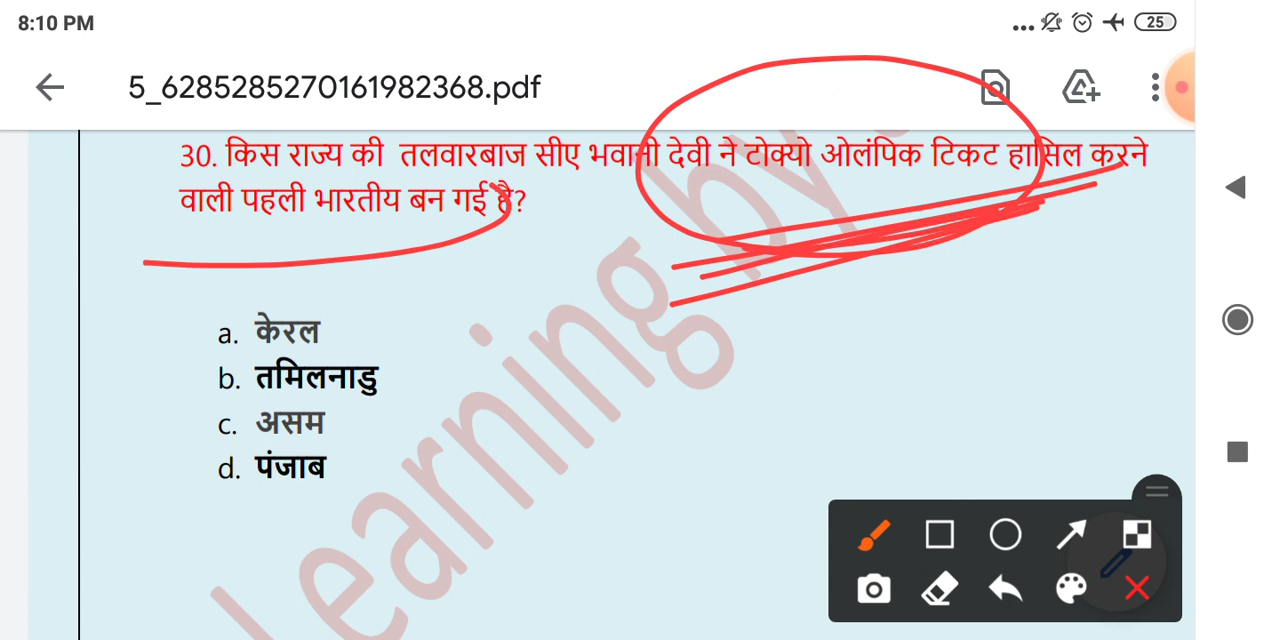 8:10 PM
25
5_6285285270161982368.pdf
30. किस राज्य की तलवारबाज सीए भवानी देवी ने टोक्यो ओलंपिक टिकट हासिल करने
वाली पहली भारतीय बन गई है?
a. केरल
b. तमिलनाडु
c. असम
d. पंजाब
Learning by